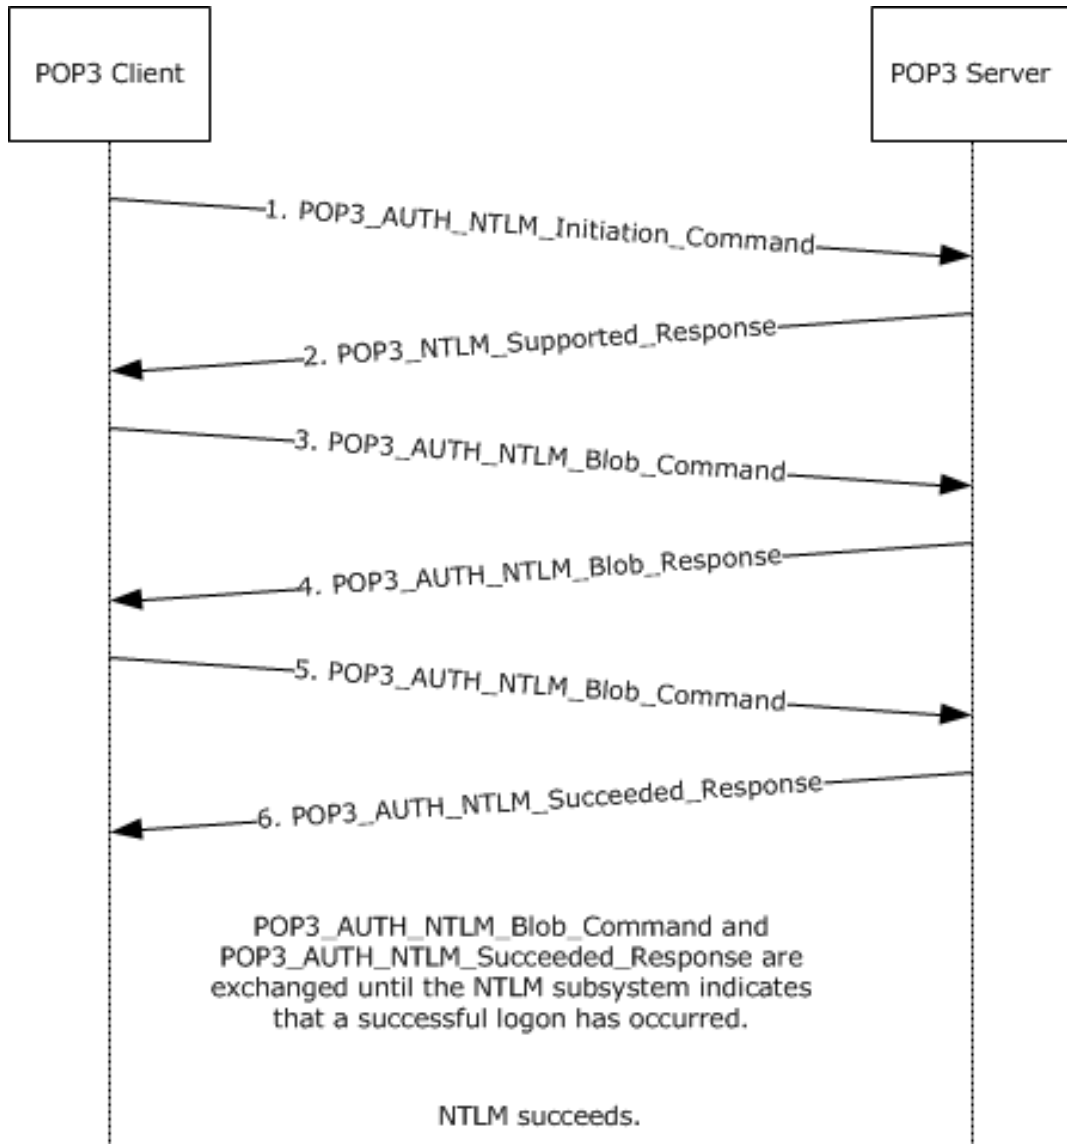 POP3 Client
POP3 Server
1. POP3_AUTH_NTLM_Initiation_Command
2. POP3_NTLM_Supported_Response
3. POP3_AUTH_NTLM_Blob_Command
4. POP3_AUTH_NTLM_Blob_Response
5. POP3_AUTH_NTLM_Blob_Command
6. POP3_AUTH_NTLM_Succeeded_Response
POP3_AUTH_NTLM_Blob_Command and
POP3_AUTH_NTLM_Succeeded_Response are
exchanged until the NTLM subsystem indicates
that a successful logon has occurred.
NTLM succeeds.